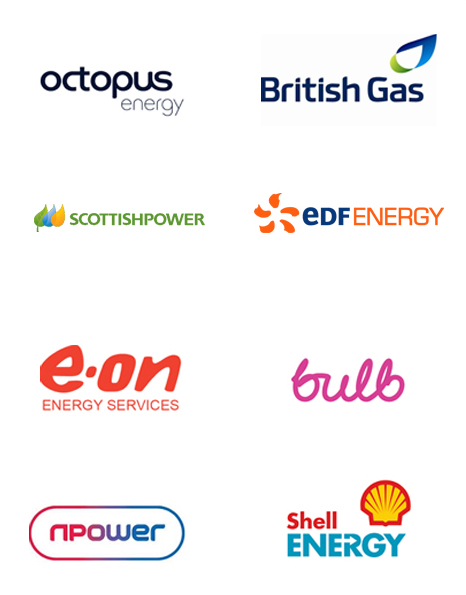 octopus
energy
British Gas
SCOTTISHPOWER
eDF ENERGY
e·on
ENERGY SERVICES
bulb
npower
Shell
ENERGY